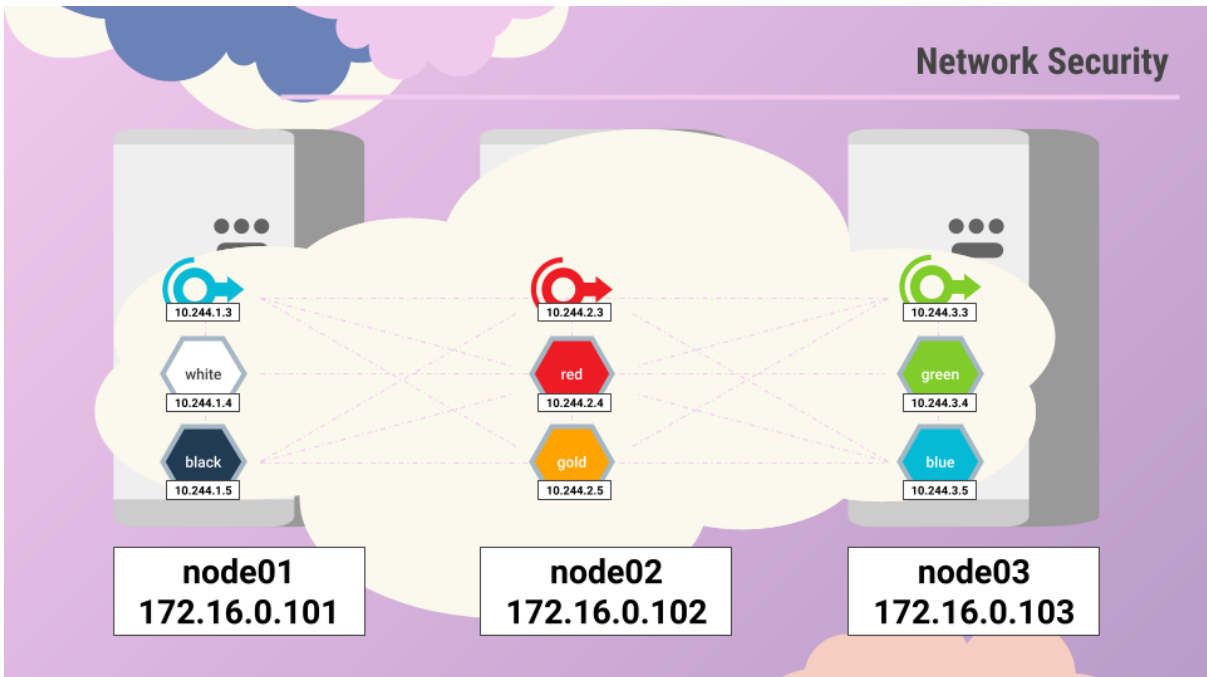 Network Security
10.244.1.3
10.244.2.3
10.244.3.3
white
red
green
10.244.1.4
10.244.2.4
10.244.3.4
black
gold
blue
10.244.1.5
10.244.2.5
10.244.3.5
node01
172.16.0.101
node02
172.16.0.102
node03
172.16.0.103